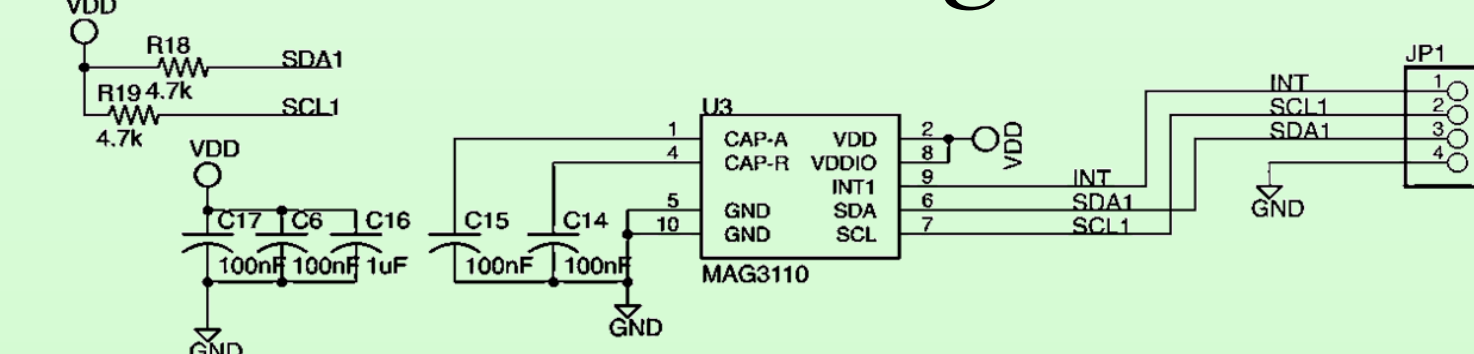 VDD
R18
4.7k
SDA1
R19
4.7k
SCL1
VDD
C17
100nF
C6
100nF
C16
1uF
GND
C15
100nF
C14
100nF
GND
U3
1
4
5
10
CAP-A
CAP-R
GND
GND
VDD
VDDIO
INT1
SDA
SCL
2
8
9
6
7
MAG3110
VDD
INT
SDA1
SCL1
INT
SCL1
SDA1
GND
JP1
1
2
3
4